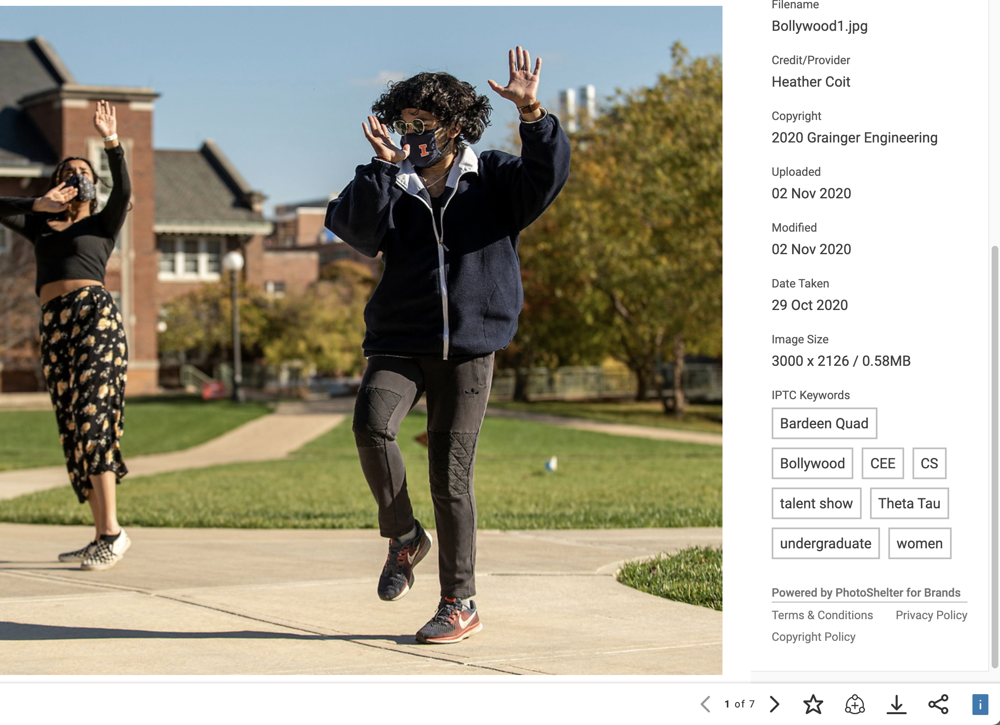 Filename
Bollywood1.jpg
Credit/Provider
Heather Coit
Copyright
2020 Grainger Engineering
Uploaded
02 Nov 2020
Modified
02 Nov 2020
Date Taken
29 Oct 2020
Image Size
3000 x 2126 / 0.58MB
IPTC Keywords
Bardeen Quad
Bollywood CEE CS
talent show Theta Tau
undergraduate women
Powered by PhotoShelter for Brands
Terms & Conditions Privacy Policy
Copyright Policy
1 of 7
i
I